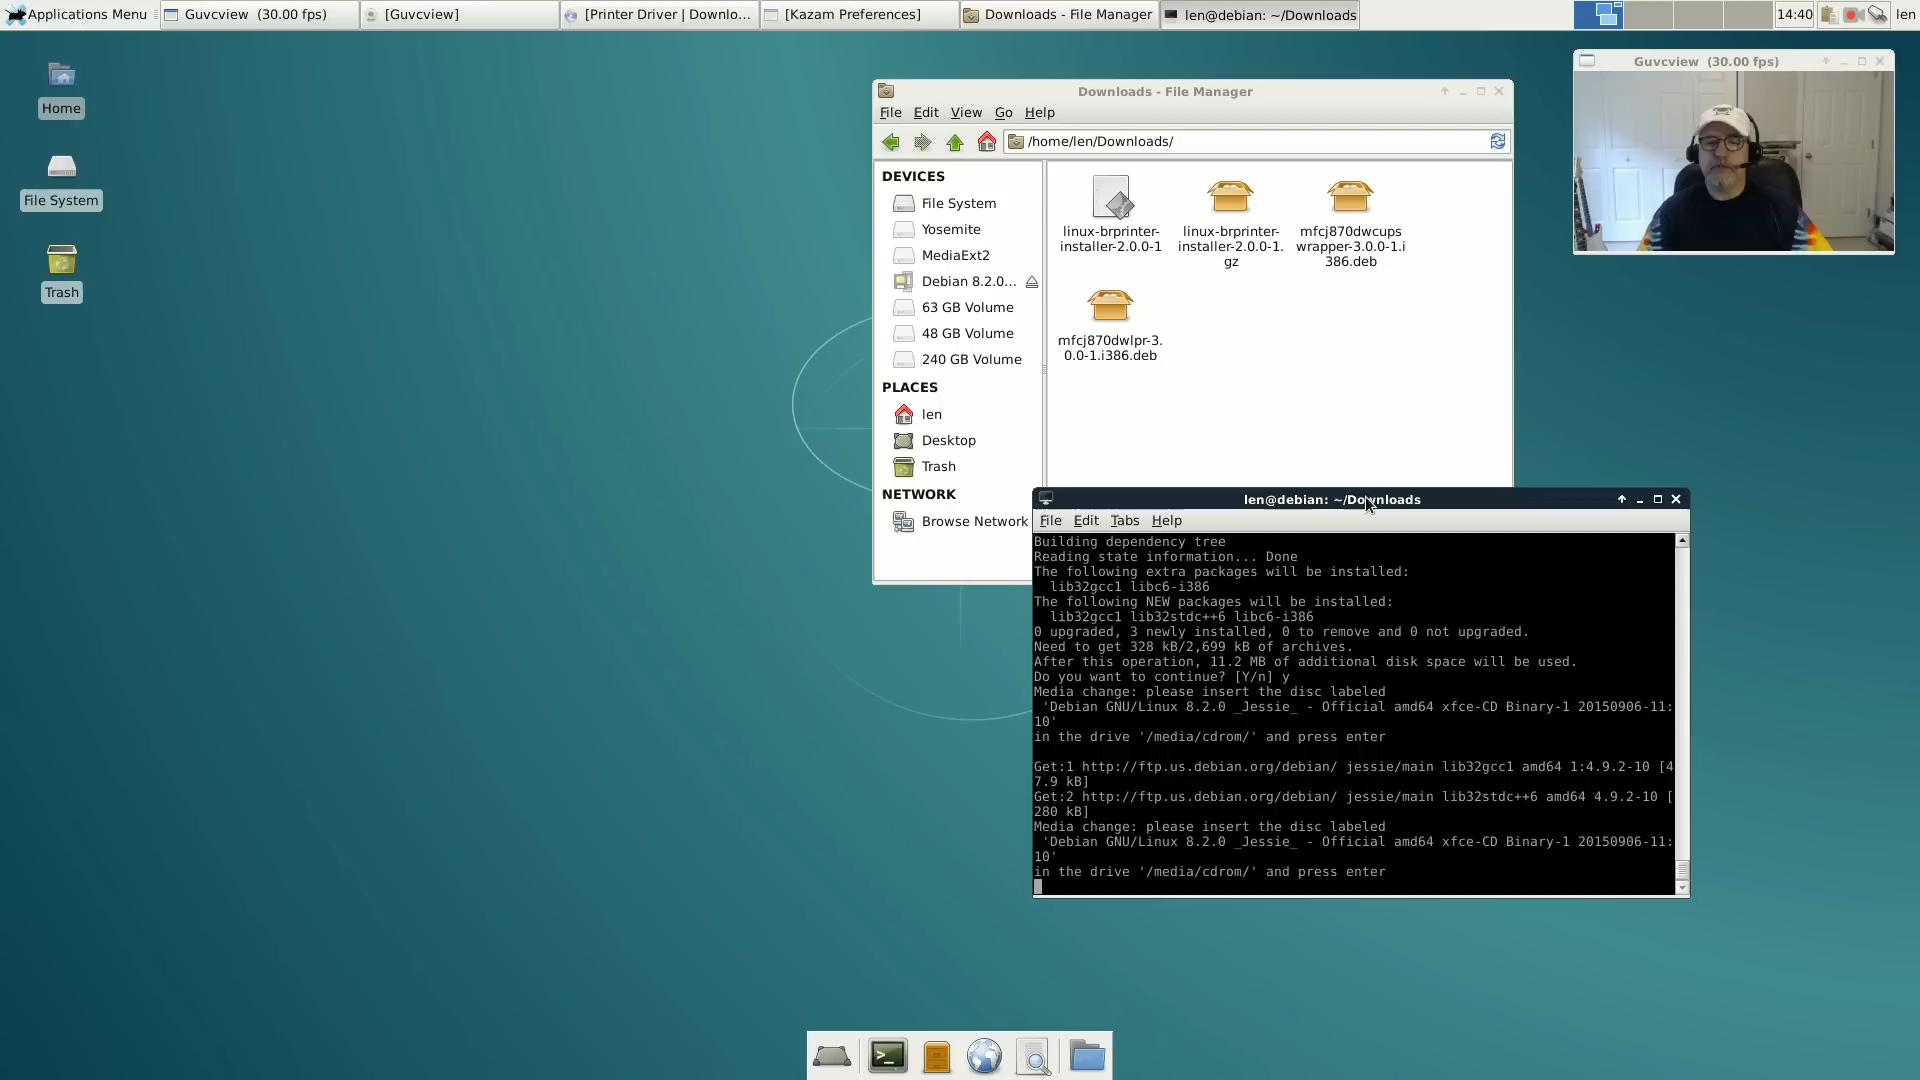 Applications Menu
Guvcview (30.00 fps)
[Guvcview]
[Printer Driver | Downlo...
[Kazam Preferences]
Downloads - File Manager
len@debian: ~/Downloads
14:40
len
Home
File System
Trash
Guvcview (30.00 fps)
Downloads - File Manager
File Edit View Go Help
/home/len/Downloads/
DEVICES
File System
Yosemite
MediaExt2
Debian 8.2.0...
63 GB Volume
48 GB Volume
240 GB Volume
PLACES
len
Desktop
Trash
NETWORK
Browse Network
linux-brprinter-
installer-2.0.0-1
linux-brprinter-
installer-2.0.0-1.
gz
mfcj870dwcups
wrapper-3.0.0-1.i
386.deb
mfcj870dwlpr-3.
0.0-1.i386.deb
len@debian: ~/Downloads
File Edit Tabs Help
Building dependency tree
Reading state information... Done
The following extra packages will be installed:
lib32gcc1 libc6-i386
The following NEW packages will be installed:
lib32gcc1 lib32stdc++6 libc6-i386
0 upgraded, 3 newly installed, 0 to remove and 0 not upgraded.
Need to get 328 kB/2,699 kB of archives.
After this operation, 11.2 MB of additional disk space will be used.
Do you want to continue? [Y/n] y
Media change: please insert the disc labeled
'Debian GNU/Linux 8.2.0 _Jessie_ - Official amd64 xfce-CD Binary-1 20150906-11:
10'
in the drive '/media/cdrom/' and press enter
Get:1 http://ftp.us.debian.org/debian/ jessie/main lib32gcc1 amd64 1:4.9.2-10 [4
7.9 kB]
Get:2 http://ftp.us.debian.org/debian/ jessie/main lib32stdc++6 amd64 4.9.2-10 [
280 kB]
Media change: please insert the disc labeled
'Debian GNU/Linux 8.2.0 _Jessie_ - Official amd64 xfce-CD Binary-1 20150906-11:
10'
in the drive '/media/cdrom/' and press enter